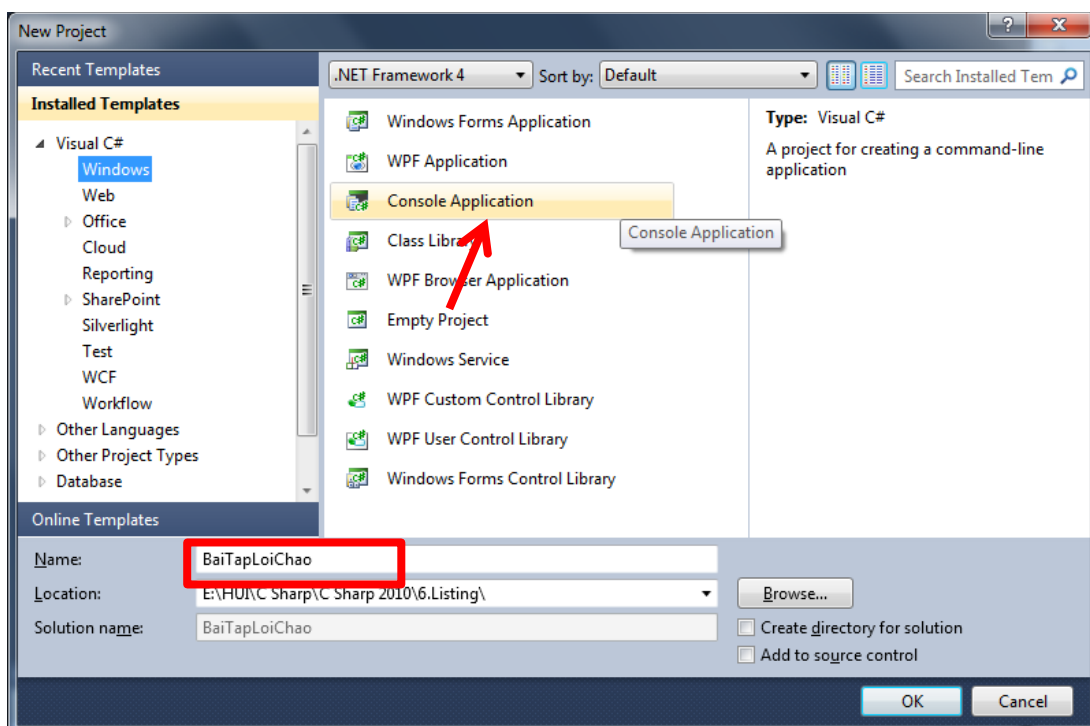 New Project
Recent Templates
Installed Templates
Visual C#
Windows
Web
Office
Cloud
Reporting
SharePoint
Silverlight
Test
WCF
Workflow
Other Languages
Other Project Types
Database
Online Templates
.NET Framework 4
Sort by: Default
Search Installed Tem
Windows Forms Application
WPF Application
Console Application
Class Library
WPF Browser Application
Empty Project
Windows Service
WPF Custom Control Library
WPF User Control Library
Windows Forms Control Library
Console Application
Type: Visual C#
A project for creating a command-line
application
Name: BaiTapLoiChao
Location: E:\HUI\C Sharp\C Sharp 2010\6.Listing\
Browse...
Solution name: BaiTapLoiChao
Create directory for solution
Add to source control
OK
Cancel